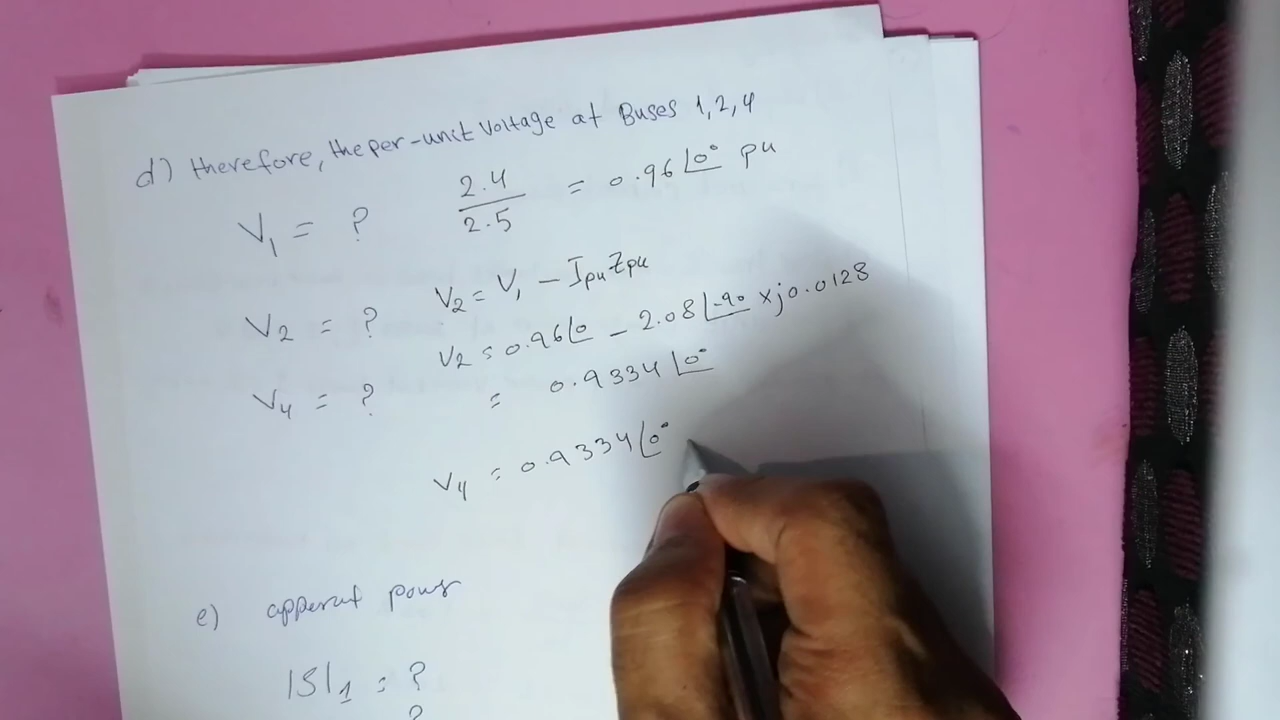 d) therefore, the per-unit voltage at Buses 1,2,4
V₁ = ? 2.4/2.5 = 0.96∠0° pu
V₂ = ? V₂ = V₁ − Ipu Zpu
V₂ = 0.96∠0 − 2.08∠-90 × j0.0128
V₄ = ? = 0.9334∠0°
V₄ = 0.9334∠0°
e) apperat powr
|S|₁ = ?
?